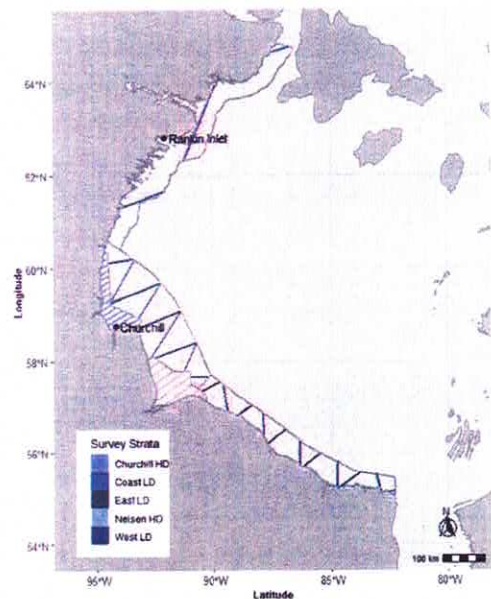 Longitude
64°N
62°N
60°N
58°N
56°N
54°N
Rankin Inlet
Churchill
Survey Strata
Churchill HD
Coast LD
East LD
Nelsen HD
West LD
N
100 km
95°W
90°W
85°W
80°W
Latitude